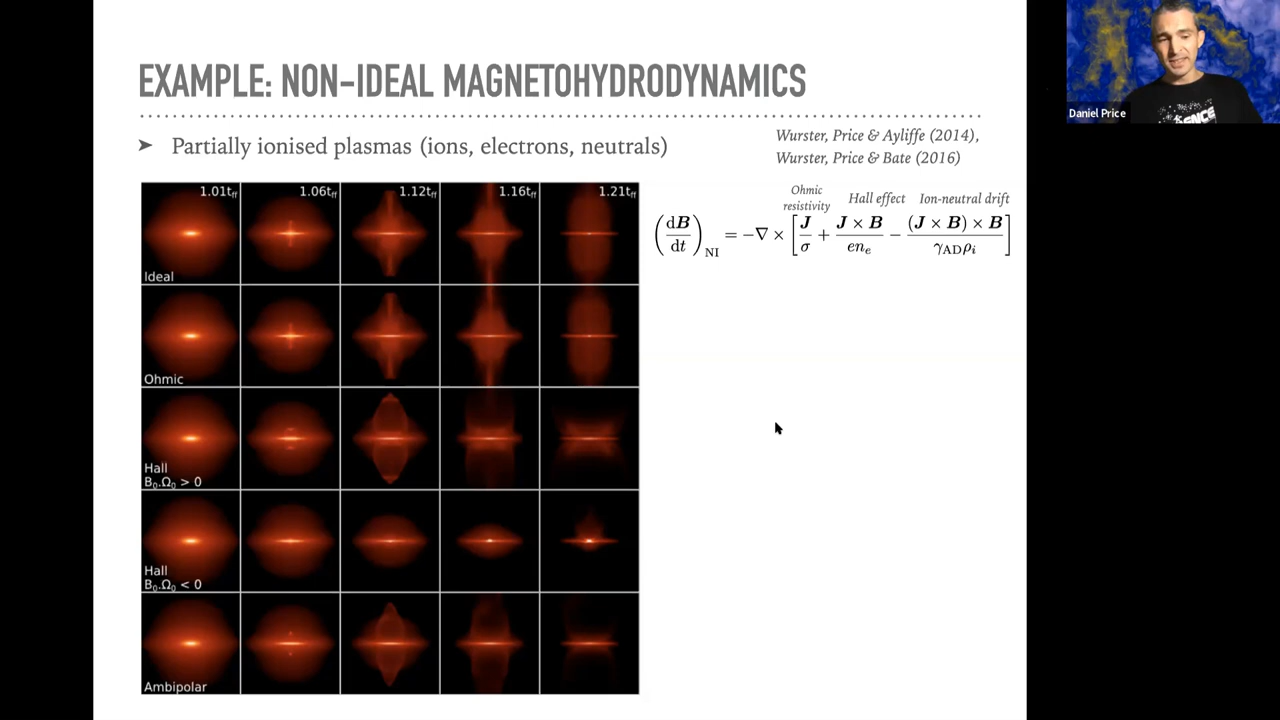 EXAMPLE: NON-IDEAL MAGNETOHYDRODYNAMICS
➤ Partially ionised plasmas (ions, electrons, neutrals)
Wurster, Price & Ayliffe (2014),
Wurster, Price & Bate (2016)
1.01t_ff 1.06t_ff 1.12t_ff 1.16t_ff 1.21t_ff
Ideal
Ohmic
Hall
B₀.Ω₀ > 0
Hall
B₀.Ω₀ < 0
Ambipolar
Ohmic
resistivity
Hall effect
Ion-neutral drift
(dB/dt)_NI = −∇ × [J/σ + (J × B)/(en_e) − ((J × B) × B)/(γ_AD ρ_i)]
Daniel Price
ENCE